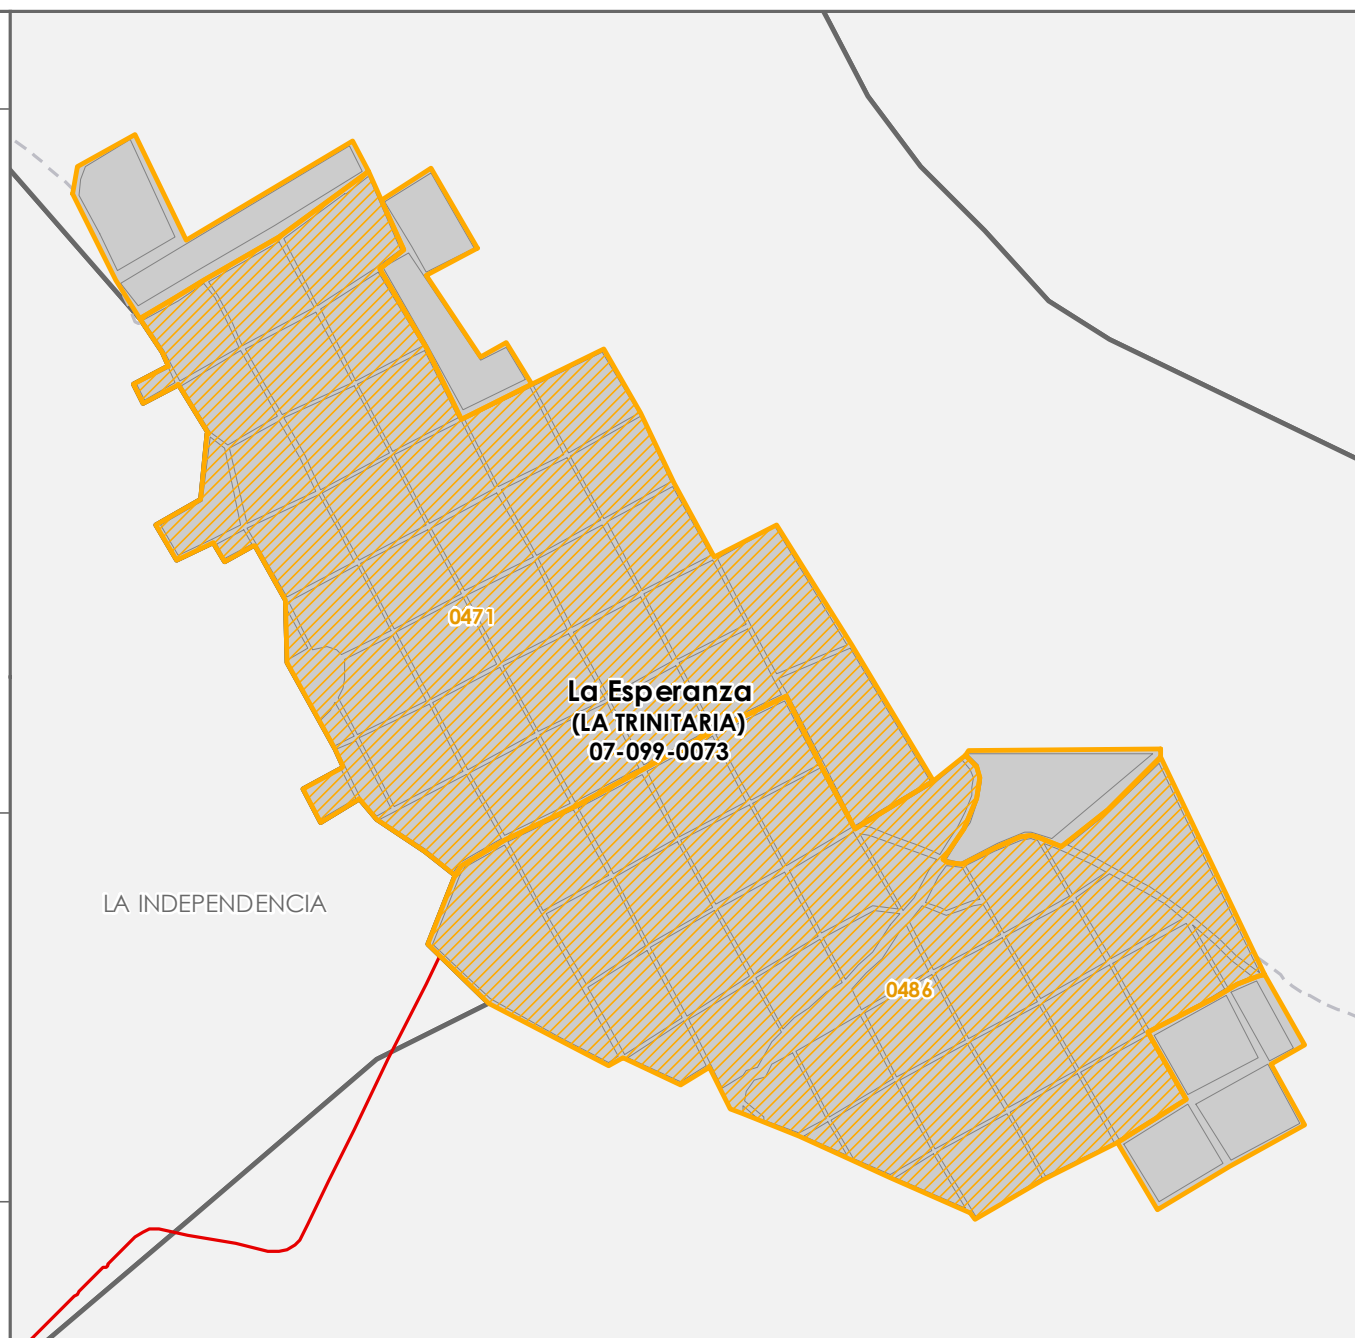 0471
La Esperanza
(LA TRINITARIA)
07-099-0073
LA INDEPENDENCIA
0486